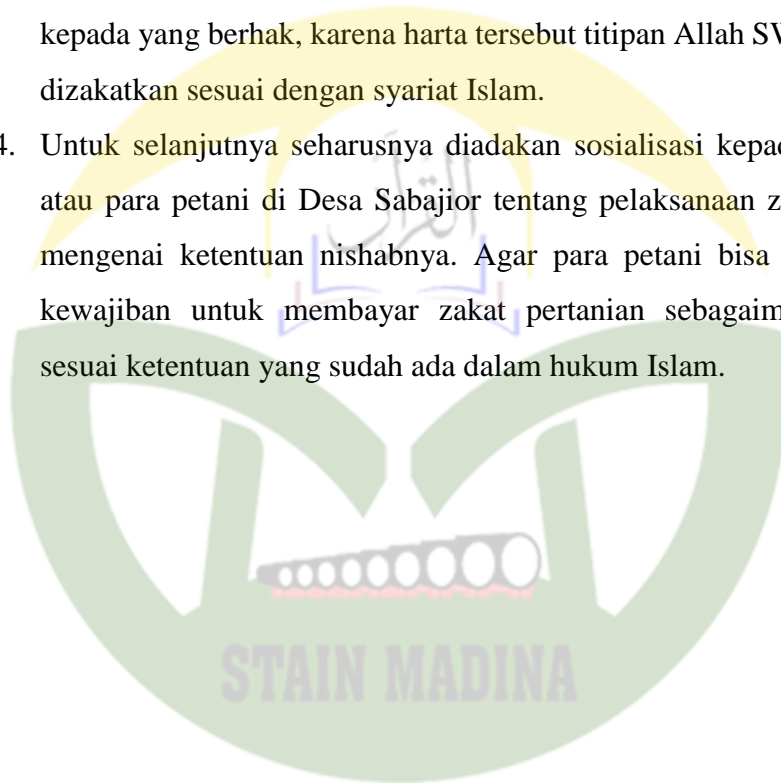 kepada yang berhak, karena harta tersebut titipan Allah
dizakatkan sesuai dengan syariat Islam.
4. Untuk selanjutnya seharusnya diadakan sosialisasi
atau para petani di Desa Sabajior tentang pelaksanaan
mengenai ketentuan nishabnya. Agar para petani bisa
kewajiban untuk membayar zakat pertanian
sesuai ketentuan yang sudah ada dalam hukum Islam.
القرآن
STAIN MADINA